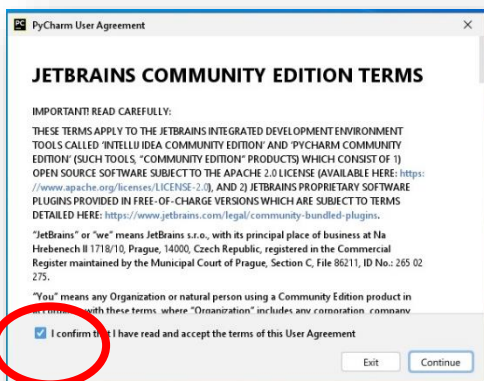 PC PyCharm User Agreement
JETBRAINS COMMUNITY EDITION TERMS
IMPORTANT! READ CAREFULLY:
THESE TERMS APPLY TO THE JETBRAINS INTEGRATED DEVELOPMENT ENVIRONMENT
TOOLS CALLED 'INTELLIJ IDEA COMMUNITY EDITION' AND 'PYCHARM COMMUNITY
EDITION' (SUCH TOOLS, "COMMUNITY EDITION" PRODUCTS) WHICH CONSIST OF 1)
OPEN SOURCE SOFTWARE SUBJECT TO THE APACHE 2.0 LICENSE (AVAILABLE HERE: https:
//www.apache.org/licenses/LICENSE-2.0), AND 2) JETBRAINS PROPRIETARY SOFTWARE
PLUGINS PROVIDED IN FREE-OF-CHARGE VERSIONS WHICH ARE SUBJECT TO TERMS
DETAILED HERE: https://www.jetbrains.com/legal/community-bundled-plugins.
"JetBrains" or "we" means JetBrains s.r.o., with its principal place of business at Na
Hrebenech II 1718/10, Prague, 14000, Czech Republic, registered in the Commercial
Register maintained by the Municipal Court of Prague, Section C, File 86211, ID No.: 265 02
275.
"You" means any Organization or natural person using a Community Edition product in
with these terms, where "Organization" includes any corporation, company
I confirm that I have read and accept the terms of this User Agreement
Exit Continue